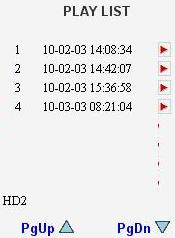 PLAY LIST
1 10-02-03 14:08:34
2 10-02-03 14:42:07
3 10-02-03 15:36:58
4 10-03-03 08:21:04
HD2
PgUp PgDn